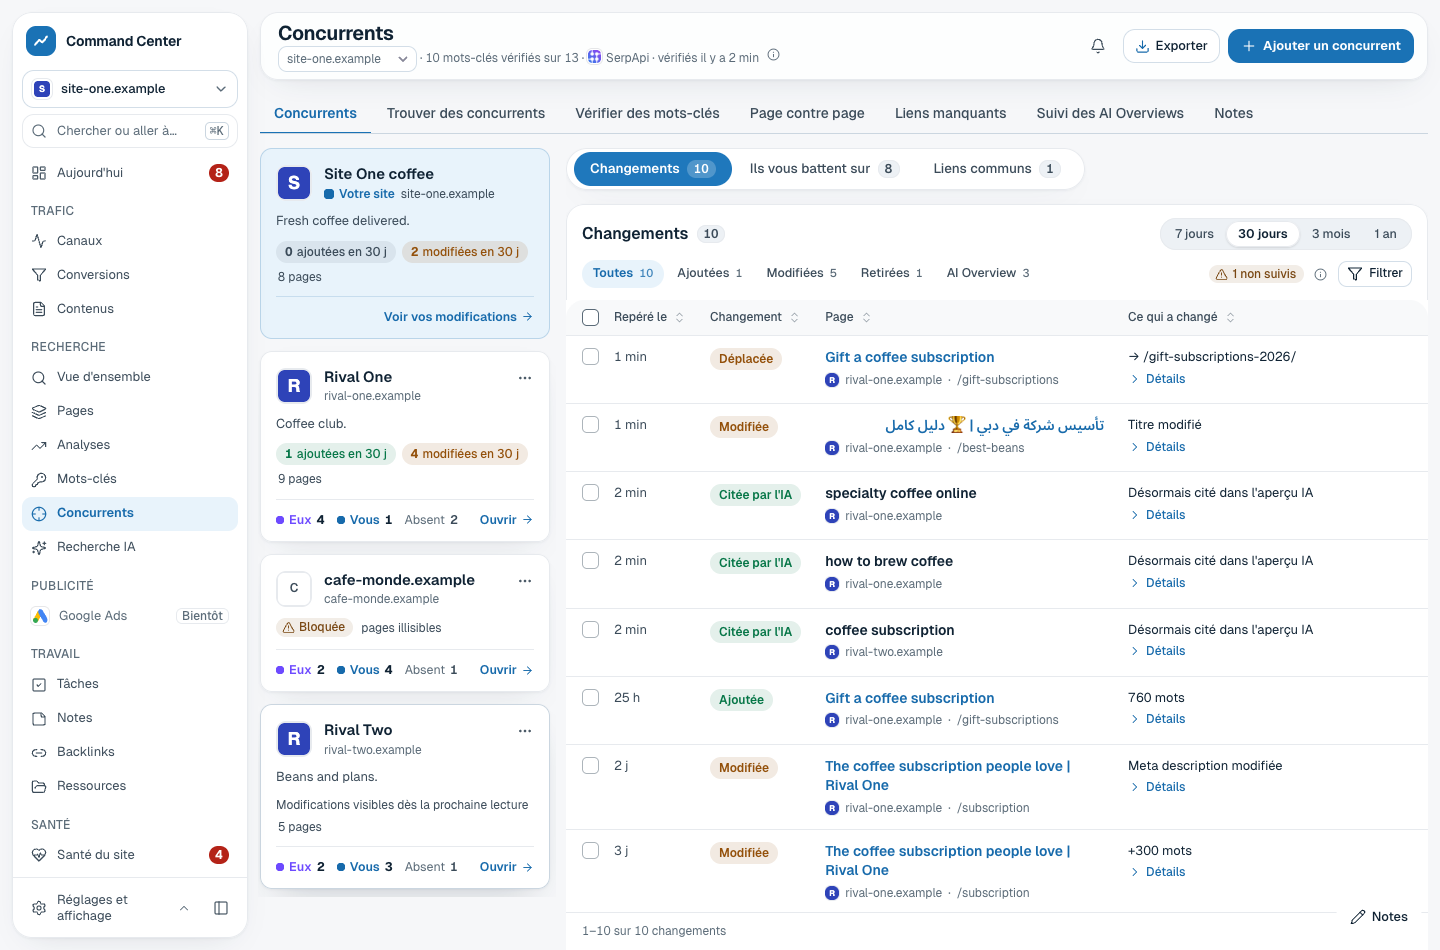 Command Center
S site-one.example
Chercher ou aller à... ⌘K
Aujourd'hui 8
TRAFIC
Canaux
Conversions
Contenus
RECHERCHE
Vue d'ensemble
Pages
Analyses
Mots-clés
Concurrents
Recherche IA
PUBLICITÉ
Google Ads Bientôt
TRAVAIL
Tâches
Notes
Backlinks
Ressources
SANTÉ
Santé du site 4
Réglages et
affichage
Concurrents
site-one.example · 10 mots-clés vérifiés sur 13 · SerpApi · vérifiés il y a 2 min
Exporter
Ajouter un concurrent
Concurrents Trouver des concurrents Vérifier des mots-clés Page contre page Liens manquants Suivi des AI Overviews Notes
S Site One coffee
Votre site site-one.example
Fresh coffee delivered.
0 ajoutées en 30 j 2 modifiées en 30 j
8 pages
Voir vos modifications →
R Rival One ...
rival-one.example
Coffee club.
1 ajoutées en 30 j 4 modifiées en 30 j
9 pages
Eux 4 Vous 1 Absent 2 Ouvrir →
C cafe-monde.example ...
cafe-monde.example
Bloquée pages illisibles
Eux 2 Vous 4 Absent 1 Ouvrir →
R Rival Two ...
rival-two.example
Beans and plans.
Modifications visibles dès la prochaine lecture
5 pages
Eux 2 Vous 3 Absent 1 Ouvrir →
Changements 10 Ils vous battent sur 8 Liens communs 1
Changements 10
7 jours 30 jours 3 mois 1 an
Toutes 10 Ajoutées 1 Modifiées 5 Retirées 1 AI Overview 3
1 non suivis Filtrer
Repéré le Changement Page Ce qui a changé
1 min Déplacée Gift a coffee subscription → /gift-subscriptions-2026/
R rival-one.example · /gift-subscriptions Détails
1 min Modifiée تأسيس شركة في دبي | 🏆 دليل كامل Titre modifié
R rival-one.example · /best-beans Détails
2 min Citée par l'IA specialty coffee online Désormais cité dans l'aperçu IA
R rival-one.example Détails
2 min Citée par l'IA how to brew coffee Désormais cité dans l'aperçu IA
R rival-one.example Détails
2 min Citée par l'IA coffee subscription Désormais cité dans l'aperçu IA
R rival-two.example Détails
25 h Ajoutée Gift a coffee subscription 760 mots
R rival-one.example · /gift-subscriptions Détails
2 j Modifiée The coffee subscription people love | Meta description modifiée
Rival One Détails
R rival-one.example · /subscription
3 j Modifiée The coffee subscription people love | +300 mots
Rival One Détails
R rival-one.example · /subscription
1–10 sur 10 changements
Notes